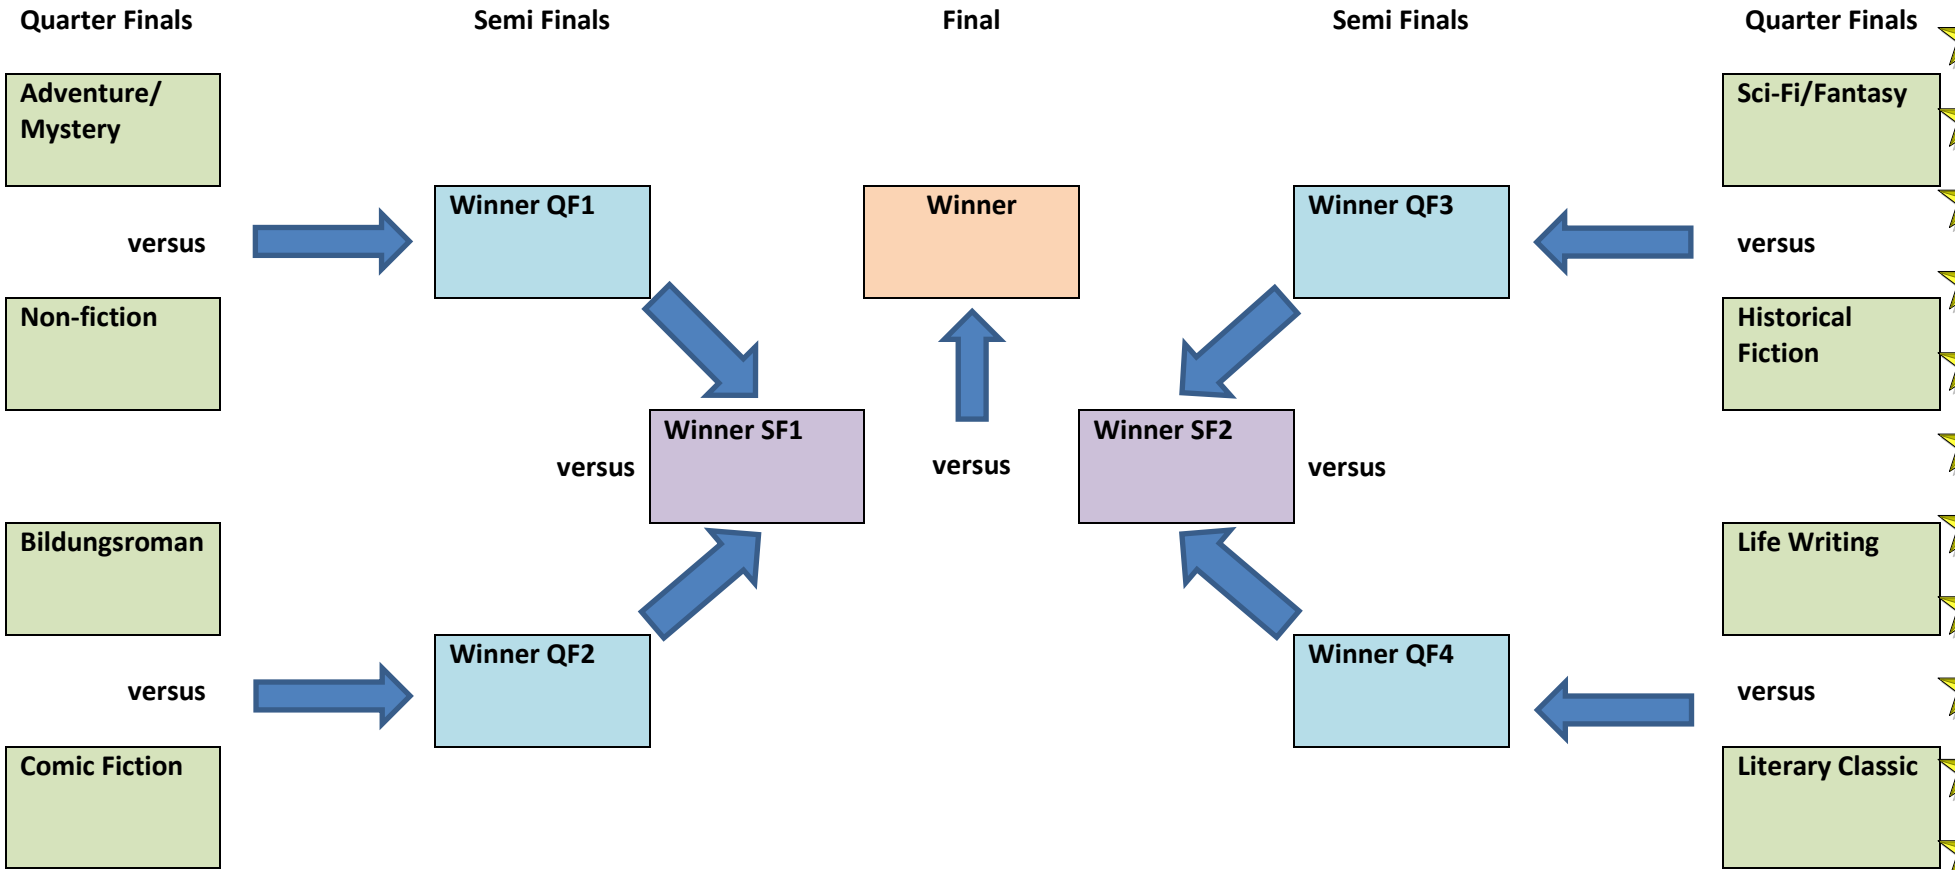 Quarter Finals
Semi Finals
Final
Semi Finals
Quarter Finals
Adventure/
Mystery
Sci-Fi/Fantasy
Winner QF1
Winner
Winner QF3
versus
versus
Non-fiction
Historical
Fiction
Winner SF1
Winner SF2
versus
versus
versus
Bildungsroman
Life Writing
Winner QF2
Winner QF4
versus
versus
Comic Fiction
Literary Classic